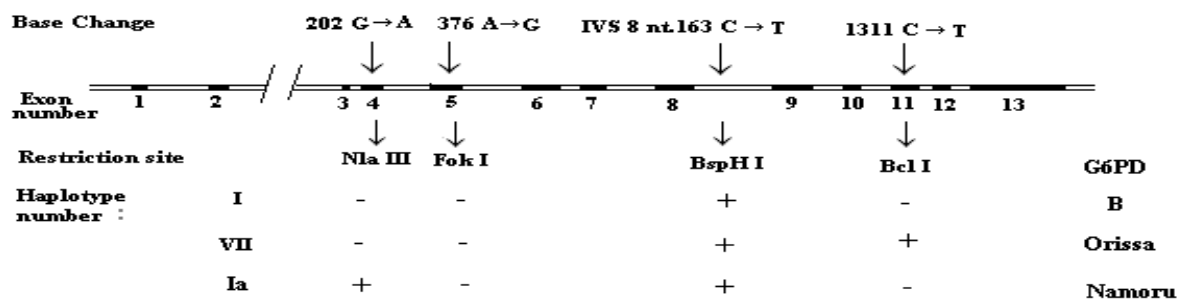 Base Change 202 G→A 376 A→G IVS 8 nt.163 C → T 1311 C → T
Exon number 1 2 3 4 5 6 7 8 9 10 11 12 13
Restriction site Nla III Fok I BspH I Bcl I G6PD
Haplotype number : I - - + - B
VII - - + + Orissa
Ia + - + - Namoru